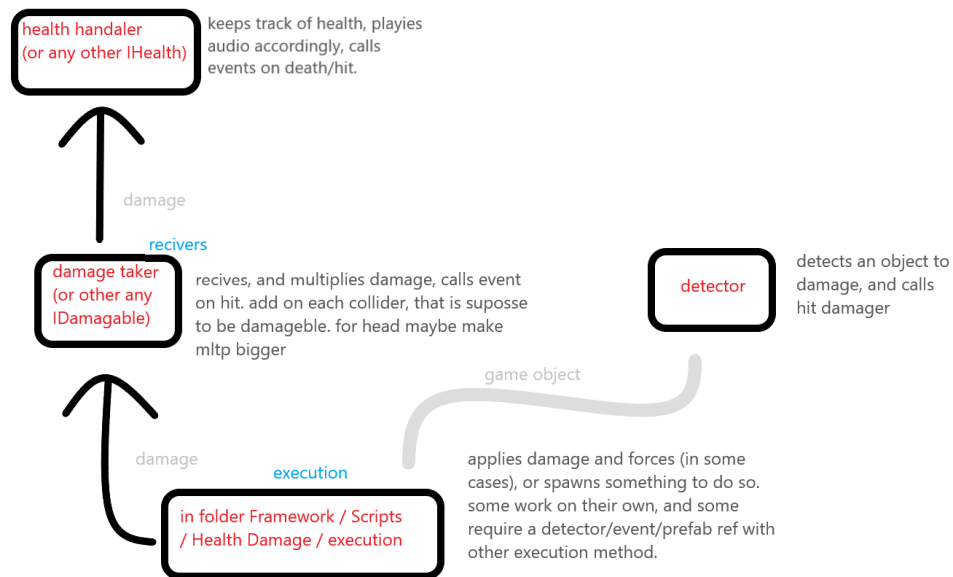 health handaler
(or any other IHealth)
keeps track of health, playies
audio accordingly, calls
events on death/hit.
damage
recivers
damage taker
(or other any
IDamagable)
recives, and multiplies damage, calls event
on hit. add on each collider, that is suposse
to be damageble. for head maybe make
mltp bigger
detector
detects an object to
damage, and calls
hit damager
game object
damage
execution
in folder Framework / Scripts
/ Health Damage / execution
applies damage and forces (in some
cases), or spawns something to do so.
some work on their own, and some
require a detector/event/prefab ref with
other execution method.